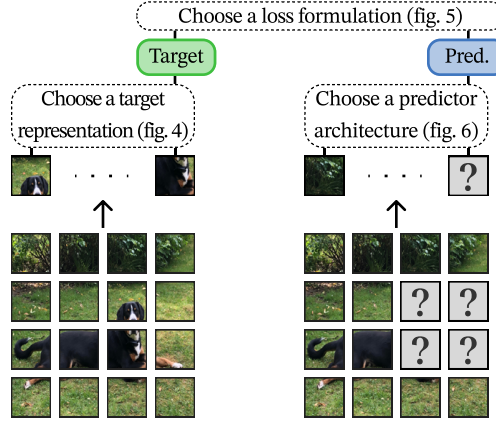 Choose a loss formulation (fig. 5)
Target
Pred.
Choose a target
representation (fig. 4)
Choose a predictor
architecture (fig. 6)
?
? ?
? ?